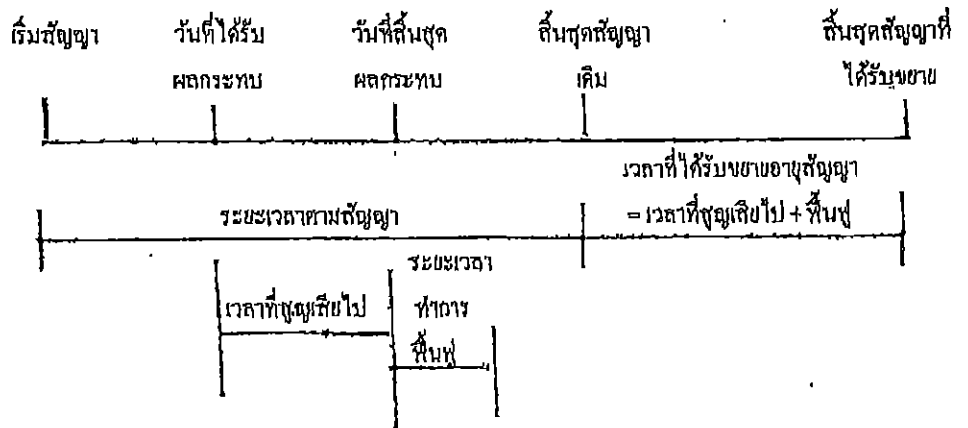 เริ่มสัญญา
วันที่ได้รับ
ผลกระทบ
วันที่สิ้นสุด
ผลกระทบ
สิ้นสุดสัญญา
เดิม
สิ้นสุดสัญญาที่
ได้รับขยาย
เวลาที่ได้รับขยายอายุสัญญา
= เวลาที่สูญเสียไป + ฟื้นฟู
ระยะเวลาตามสัญญา
เวลาที่สูญเสียไป
ระยะเวลา
ทำการ
ฟื้นฟู